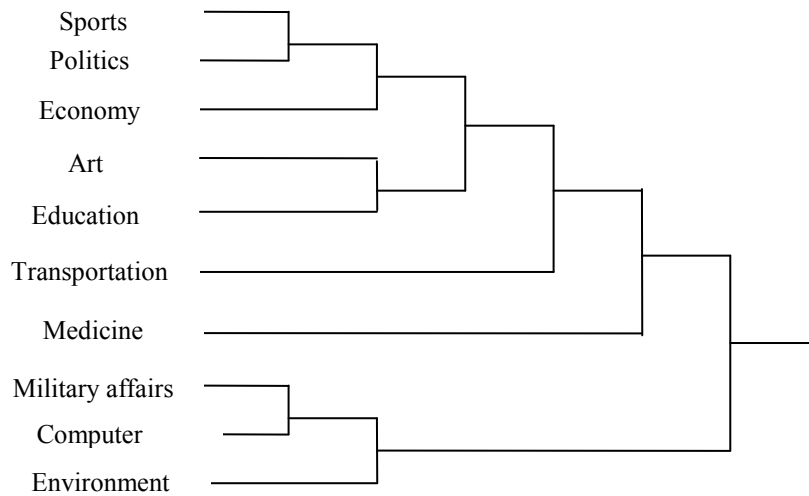 Sports
Politics
Economy
Art
Education
Transportation
Medicine
Military affairs
Computer
Environment